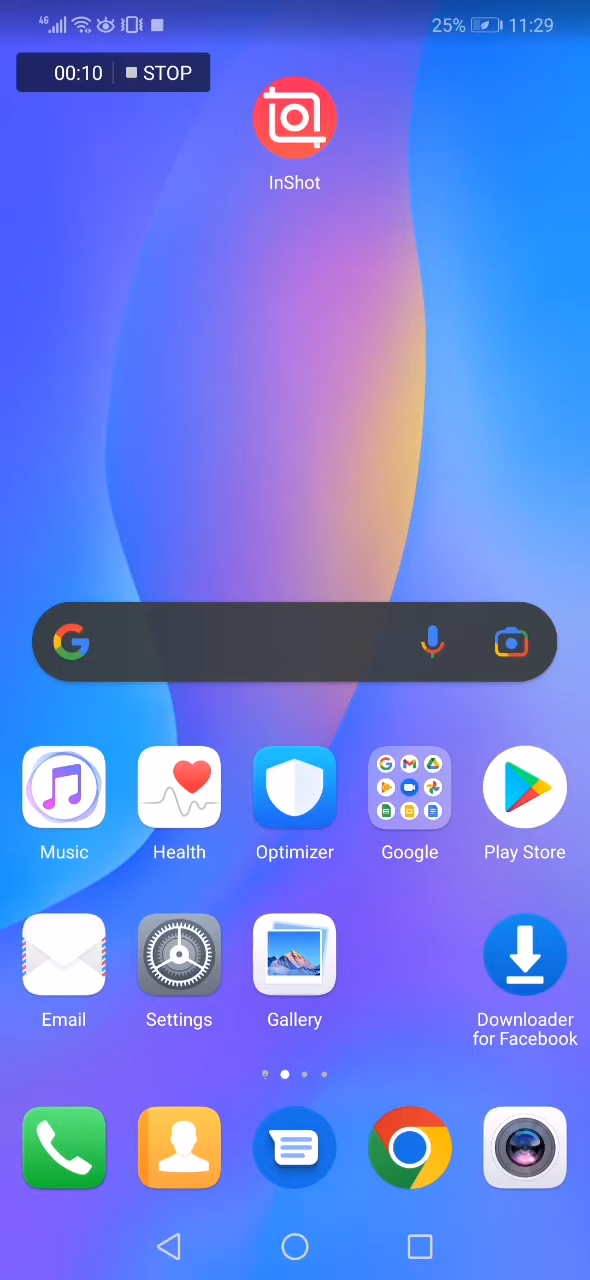 4G
25%
11:29
00:10
STOP
InShot
Music
Health
Optimizer
Google
Play Store
Email
Settings
Gallery
Downloader
for Facebook